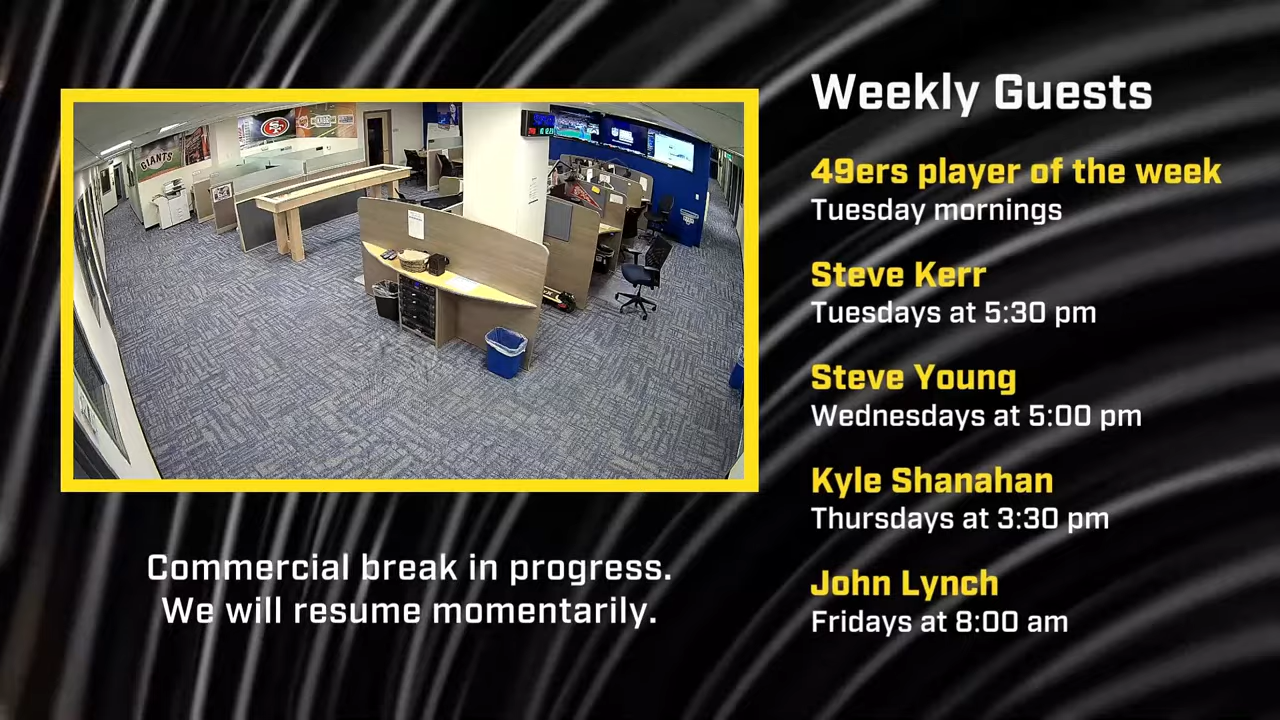 Weekly Guests
49ers player of the week
Tuesday mornings
Steve Kerr
Tuesdays at 5:30 pm
Steve Young
Wednesdays at 5:00 pm
Kyle Shanahan
Thursdays at 3:30 pm
John Lynch
Fridays at 8:00 am
GIANTS
SF
Commercial break in progress.
We will resume momentarily.